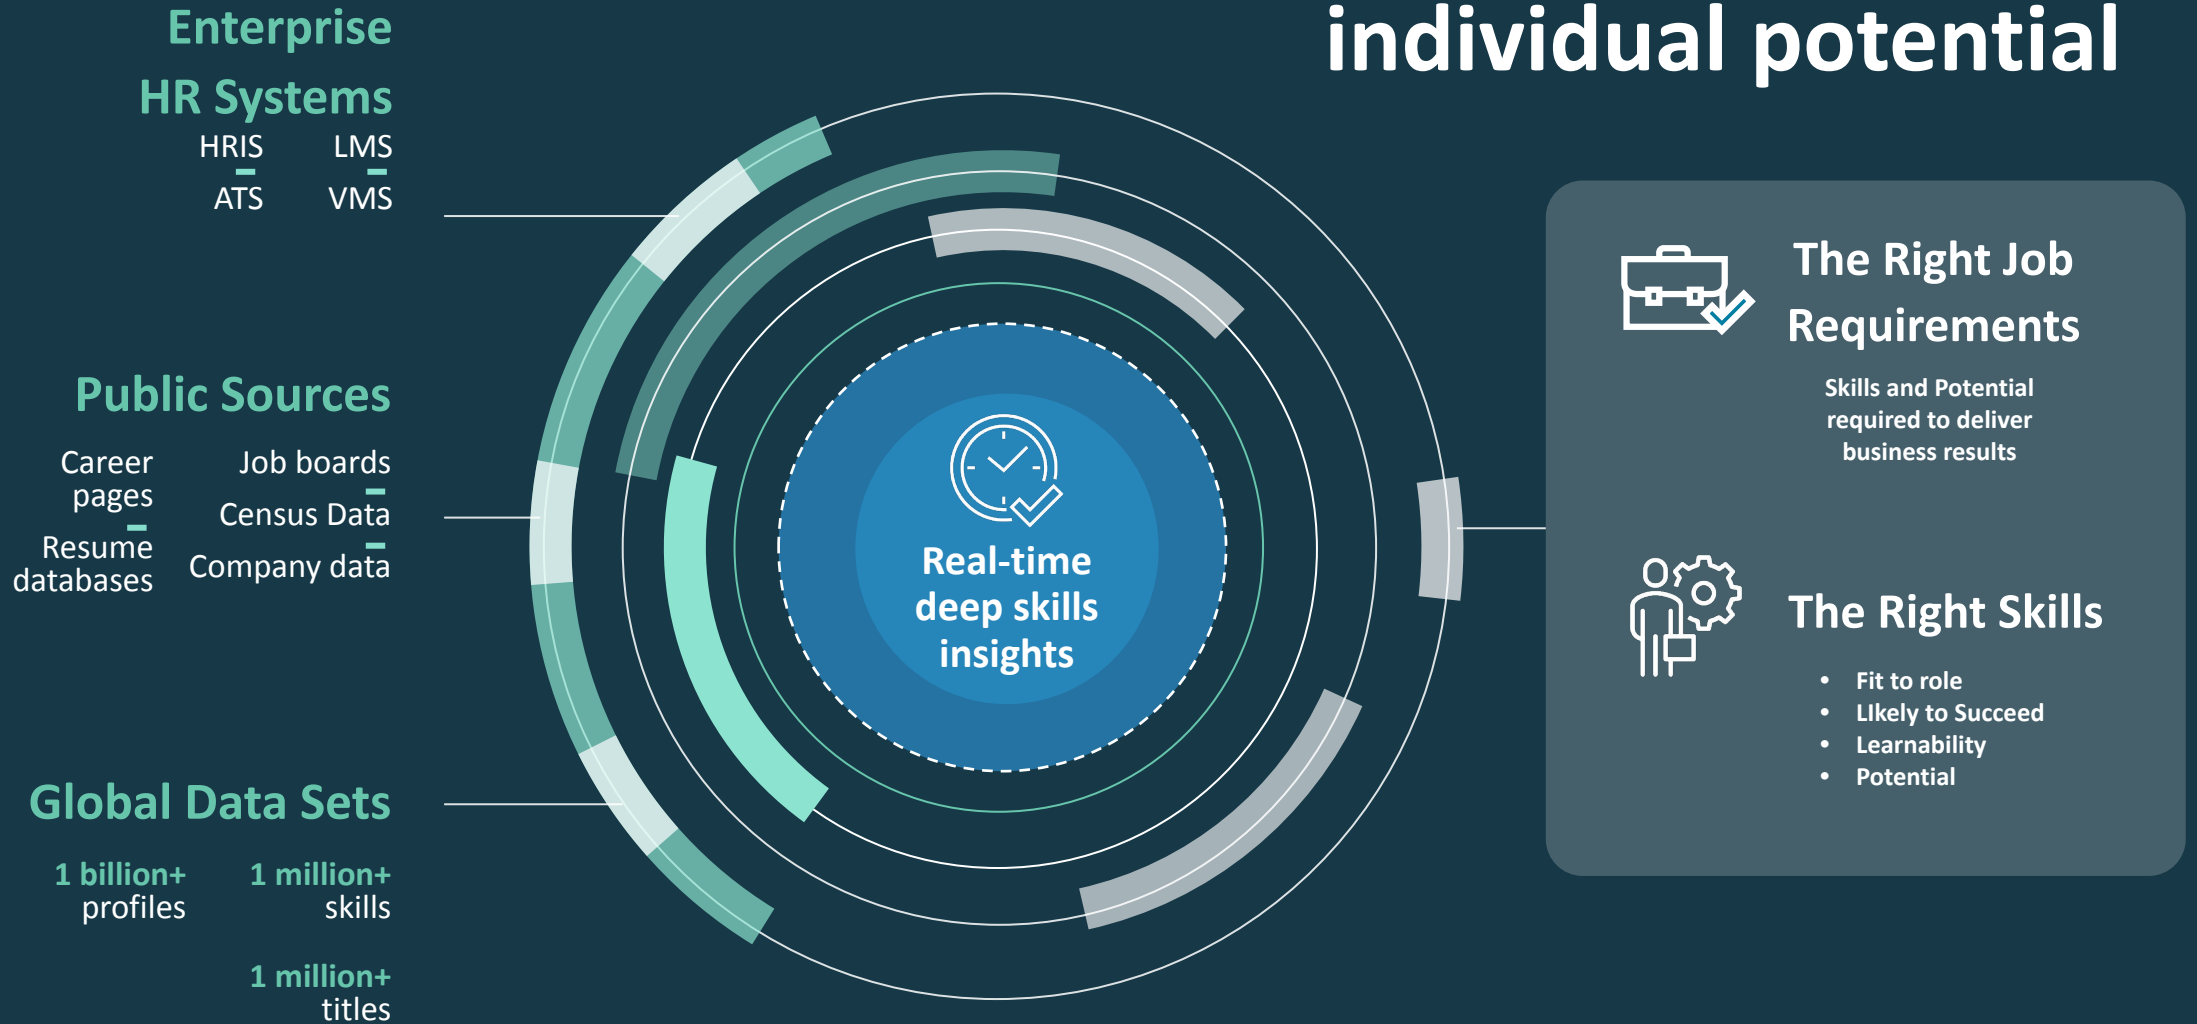 individual potential
Enterprise
HR Systems
HRIS
ATS
LMS
VMS
Public Sources
Career
pages
Resume
databases
Job boards
Census Data
Company data
Global Data Sets
1 billion+
profiles
1 million+
skills
1 million+
titles
Real-time
deep skills
insights
The Right Job
Requirements
Skills and Potential
required to deliver
business results
The Right Skills
• Fit to role
• LIkely to Succeed
• Learnability
• Potential